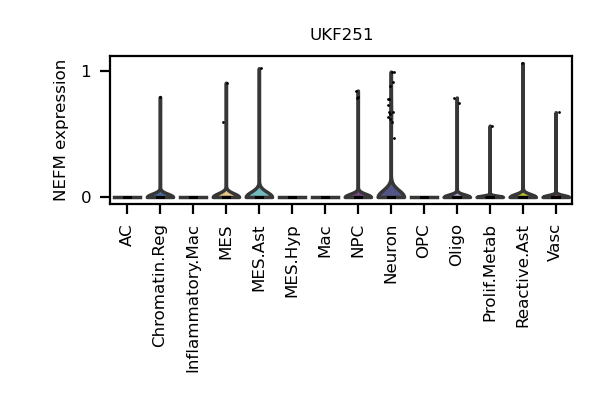 UKF251
NEFM expression
1
0
AC
Chromatin.Reg
Inflammatory.Mac
MES
MES.Ast
MES.Hyp
Mac
NPC
Neuron
OPC
Oligo
Prolif.Metab
Reactive.Ast
Vasc